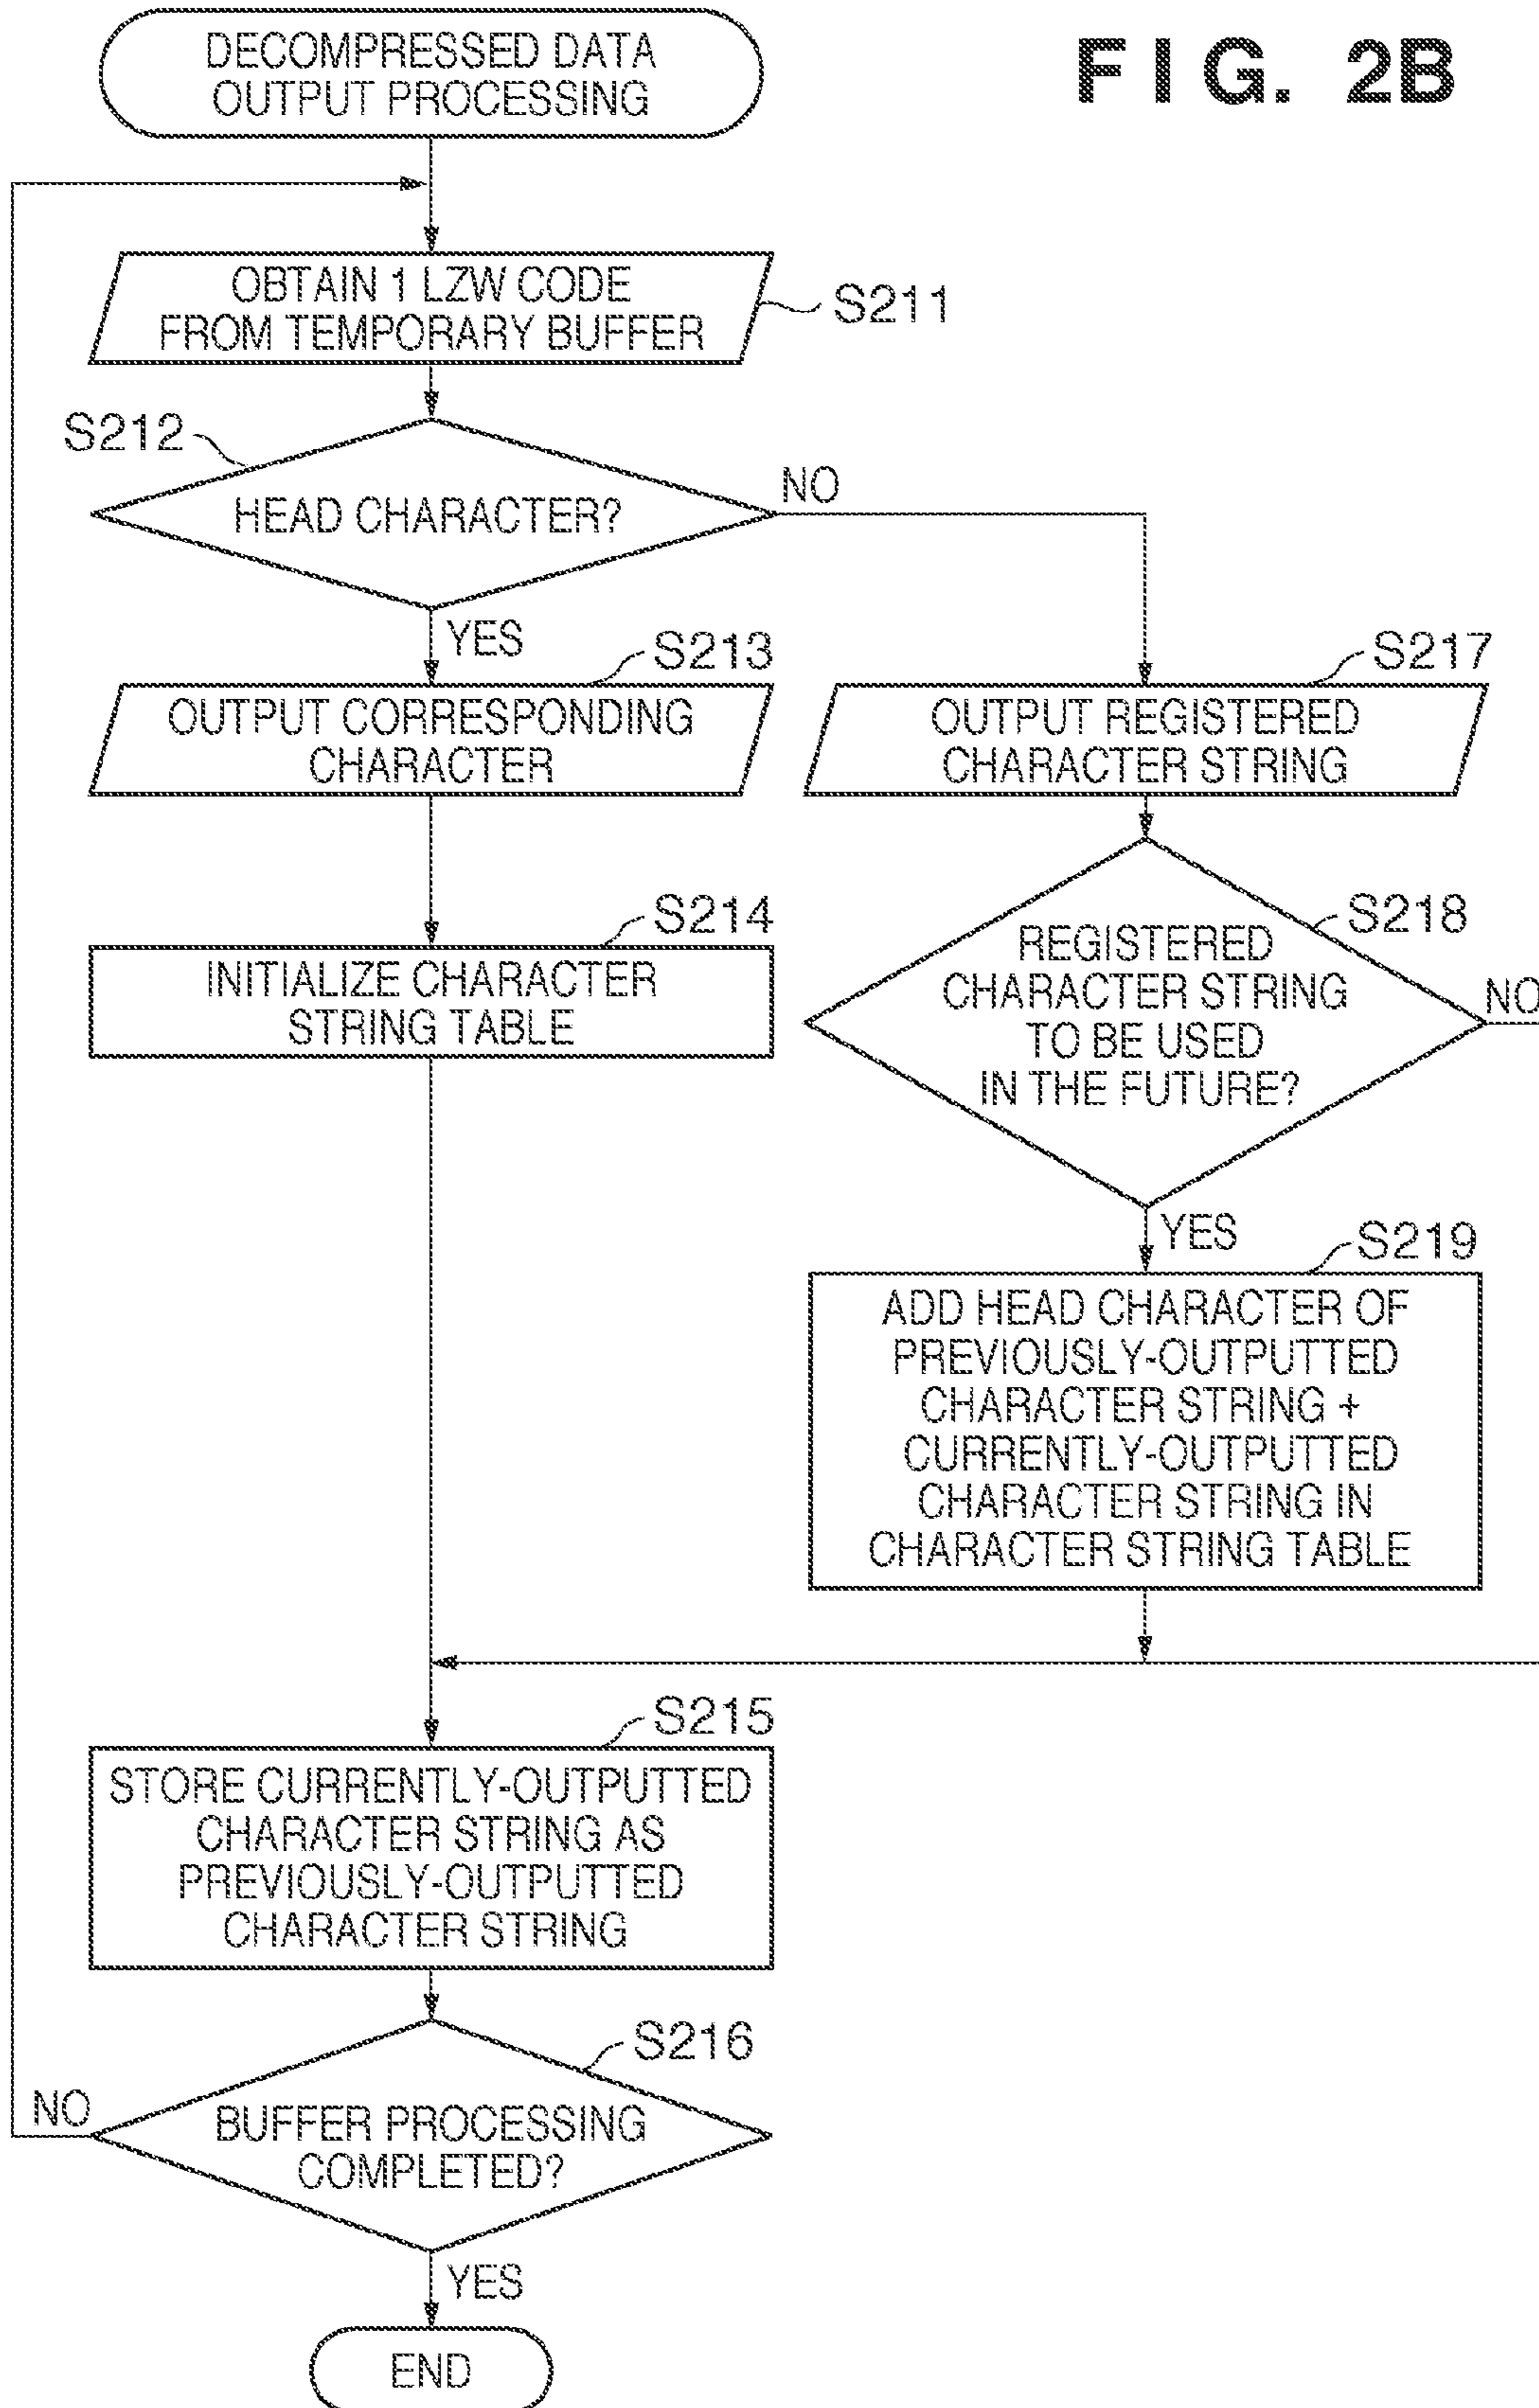 FIG. 2B
DECOMPRESSED DATA
OUTPUT PROCESSING
OBTAIN 1 LZW CODE
FROM TEMPORARY BUFFER
S211
S212
HEAD CHARACTER?
NO
YES
S213
OUTPUT CORRESPONDING
CHARACTER
S214
INITIALIZE CHARACTER
STRING TABLE
S217
OUTPUT REGISTERED
CHARACTER STRING
S218
REGISTERED
CHARACTER STRING
TO BE USED
IN THE FUTURE?
NO
YES
S219
ADD HEAD CHARACTER OF
PREVIOUSLY-OUTPUTTED
CHARACTER STRING +
CURRENTLY-OUTPUTTED
CHARACTER STRING IN
CHARACTER STRING TABLE
S215
STORE CURRENTLY-OUTPUTTED
CHARACTER STRING AS
PREVIOUSLY-OUTPUTTED
CHARACTER STRING
S216
BUFFER PROCESSING
COMPLETED?
NO
YES
END